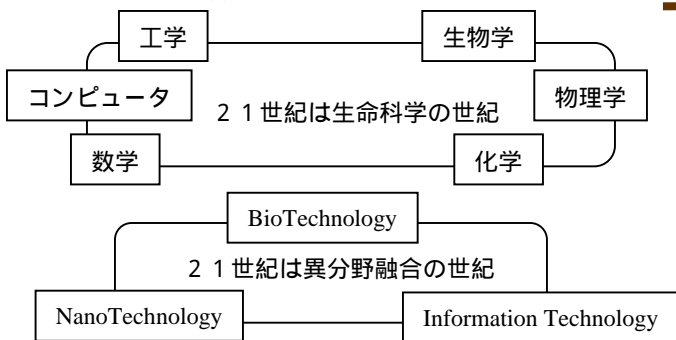 工学
生物学
コンピュータ
２１世紀は生命科学の世紀
物理学
数学
化学
BioTechnology
２１世紀は異分野融合の世紀
NanoTechnology
Information Technology